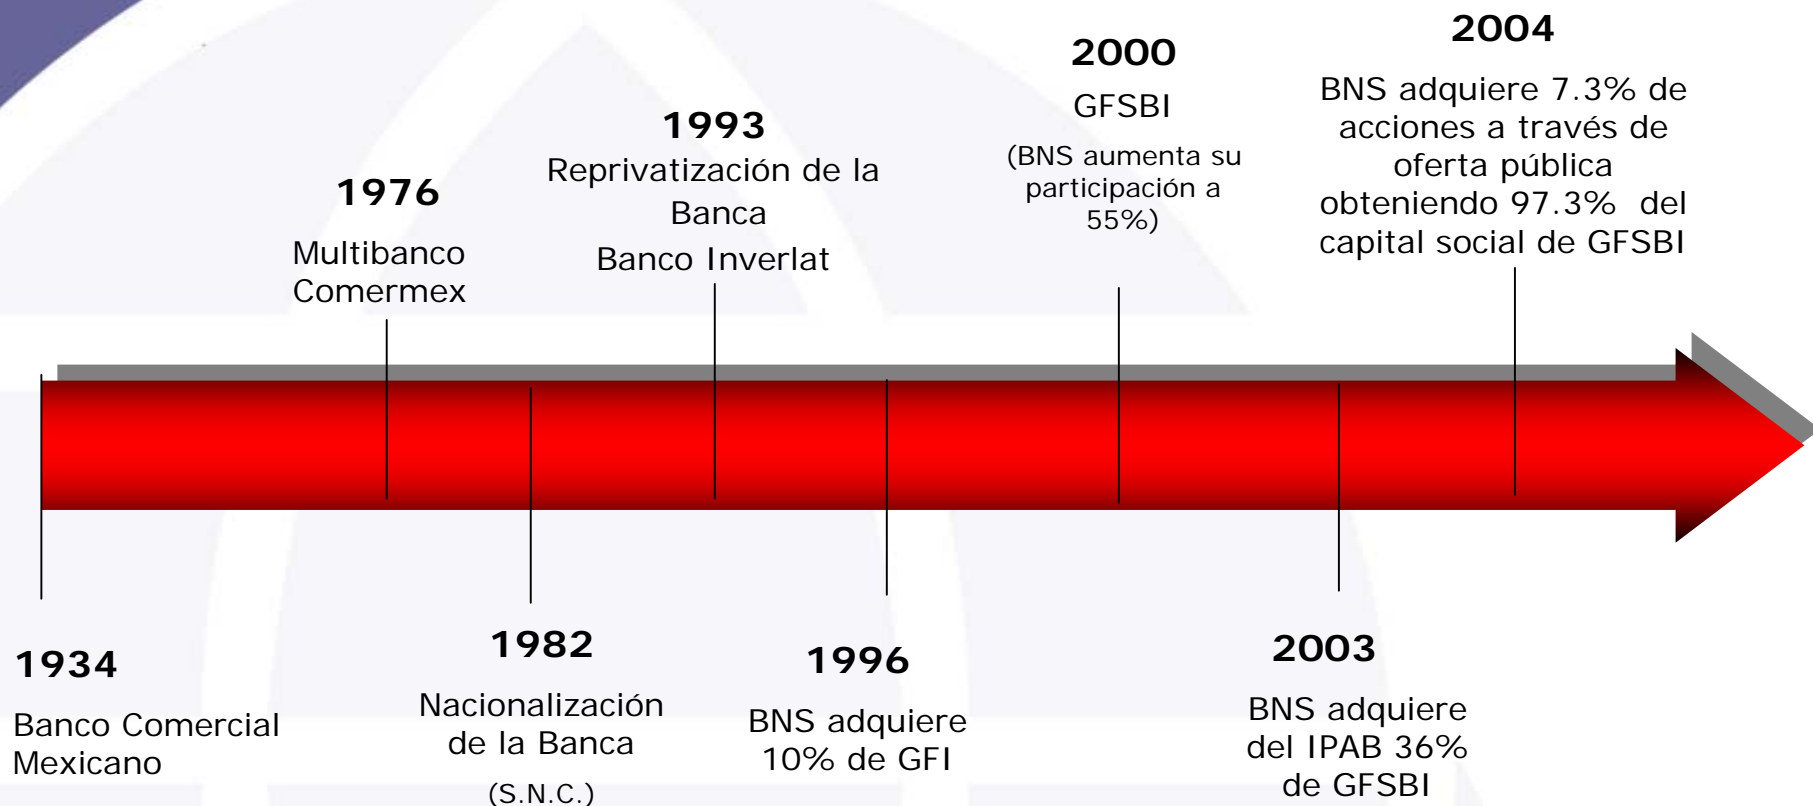 1934
Banco Comercial
Mexicano
1976
Multibanco
Comermex
1982
Nacionalización
de la Banca
(S.N.C.)
1993
Reprivatización de la
Banca
Banco Inverlat
1996
BNS adquiere
10% de GFI
2000
GFSBI
(BNS aumenta su
participación a
55%)
2003
BNS adquiere
del IPAB 36%
de GFSBI
2004
BNS adquiere 7.3% de
acciones a través de
oferta pública
obteniendo 97.3% del
capital social de GFSBI